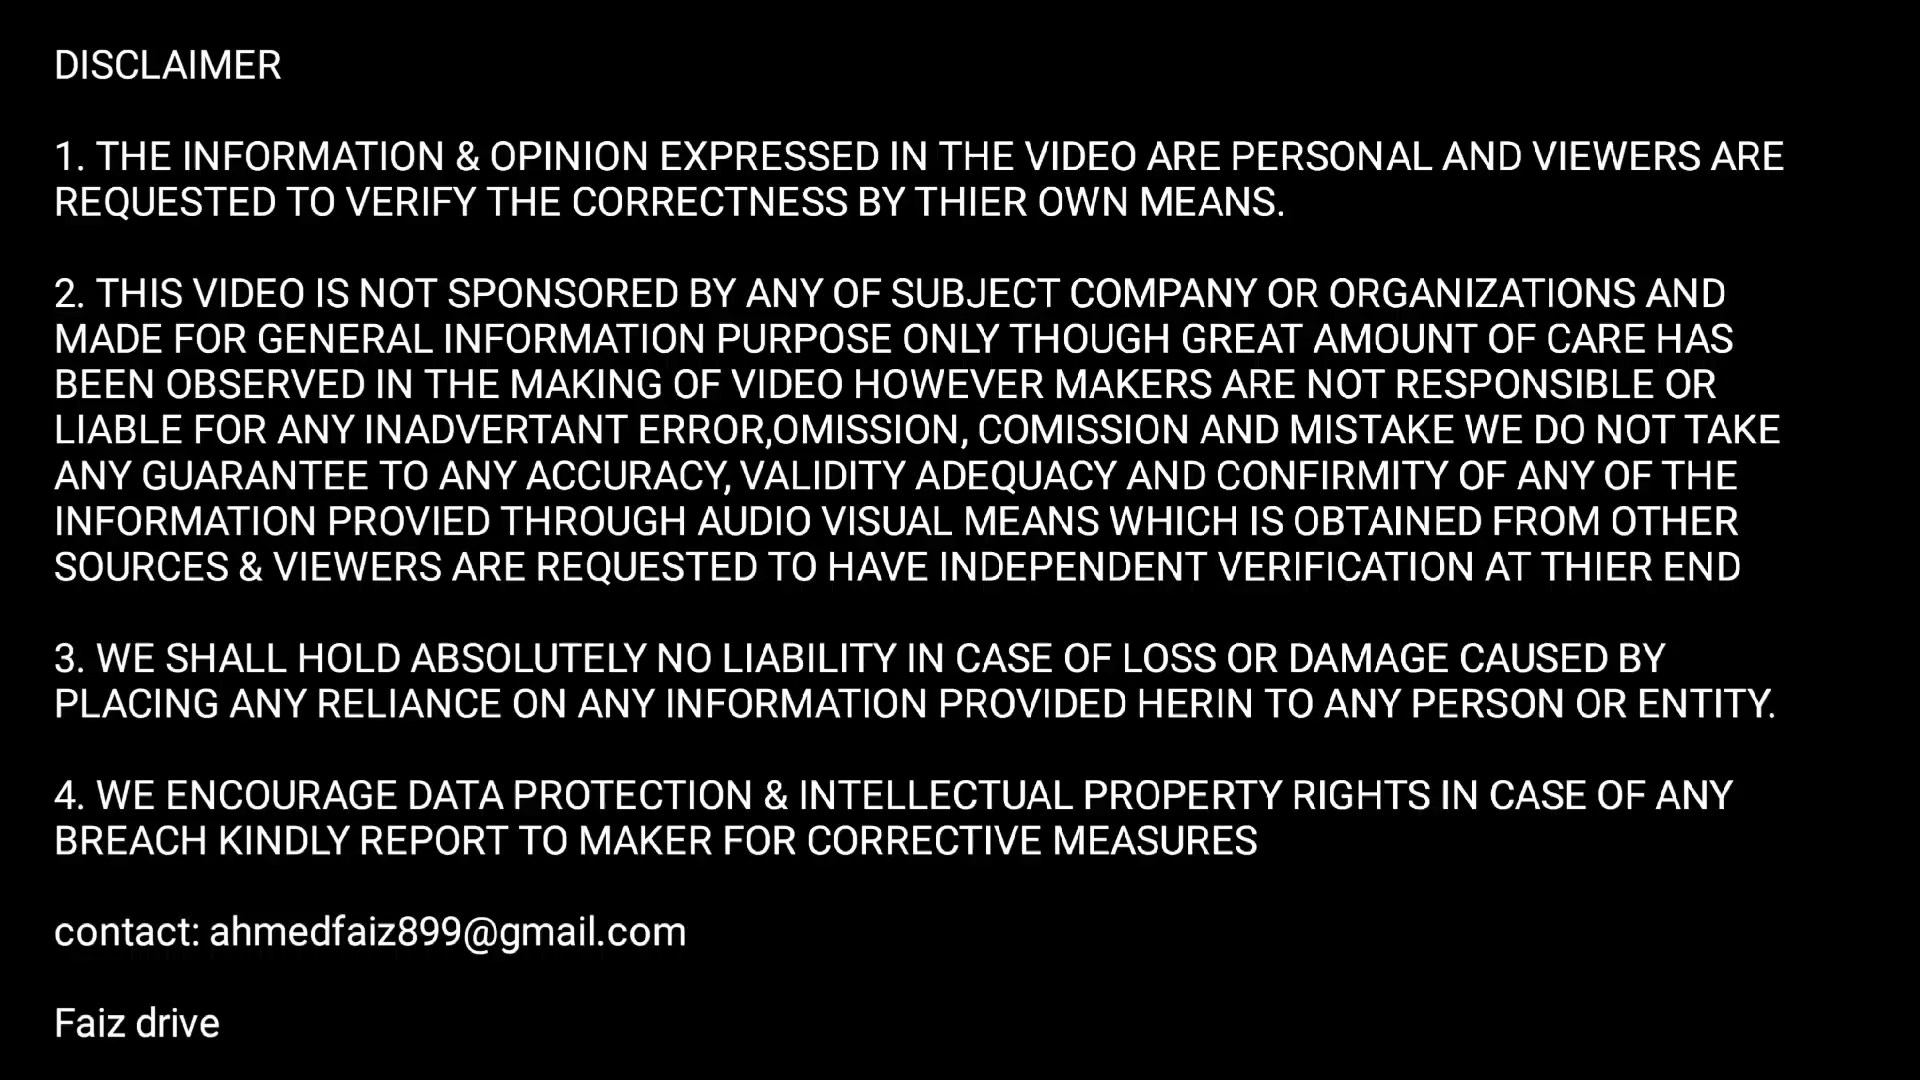 DISCLAIMER
1. THE INFORMATION & OPINION EXPRESSED IN THE VIDEO ARE PERSONAL AND VIEWERS ARE
REQUESTED TO VERIFY THE CORRECTNESS BY THIER OWN MEANS.
2. THIS VIDEO IS NOT SPONSORED BY ANY OF SUBJECT COMPANY OR ORGANIZATIONS AND
MADE FOR GENERAL INFORMATION PURPOSE ONLY THOUGH GREAT AMOUNT OF CARE HAS
BEEN OBSERVED IN THE MAKING OF VIDEO HOWEVER MAKERS ARE NOT RESPONSIBLE OR
LIABLE FOR ANY INADVERTANT ERROR,OMISSION, COMISSION AND MISTAKE WE DO NOT TAKE
ANY GUARANTEE TO ANY ACCURACY, VALIDITY ADEQUACY AND CONFIRMITY OF ANY OF THE
INFORMATION PROVIED THROUGH AUDIO VISUAL MEANS WHICH IS OBTAINED FROM OTHER
SOURCES & VIEWERS ARE REQUESTED TO HAVE INDEPENDENT VERIFICATION AT THIER END
3. WE SHALL HOLD ABSOLUTELY NO LIABILITY IN CASE OF LOSS OR DAMAGE CAUSED BY
PLACING ANY RELIANCE ON ANY INFORMATION PROVIDED HERIN TO ANY PERSON OR ENTITY.
4. WE ENCOURAGE DATA PROTECTION & INTELLECTUAL PROPERTY RIGHTS IN CASE OF ANY
BREACH KINDLY REPORT TO MAKER FOR CORRECTIVE MEASURES
contact: ahmedfaiz899@gmail.com
Faiz drive